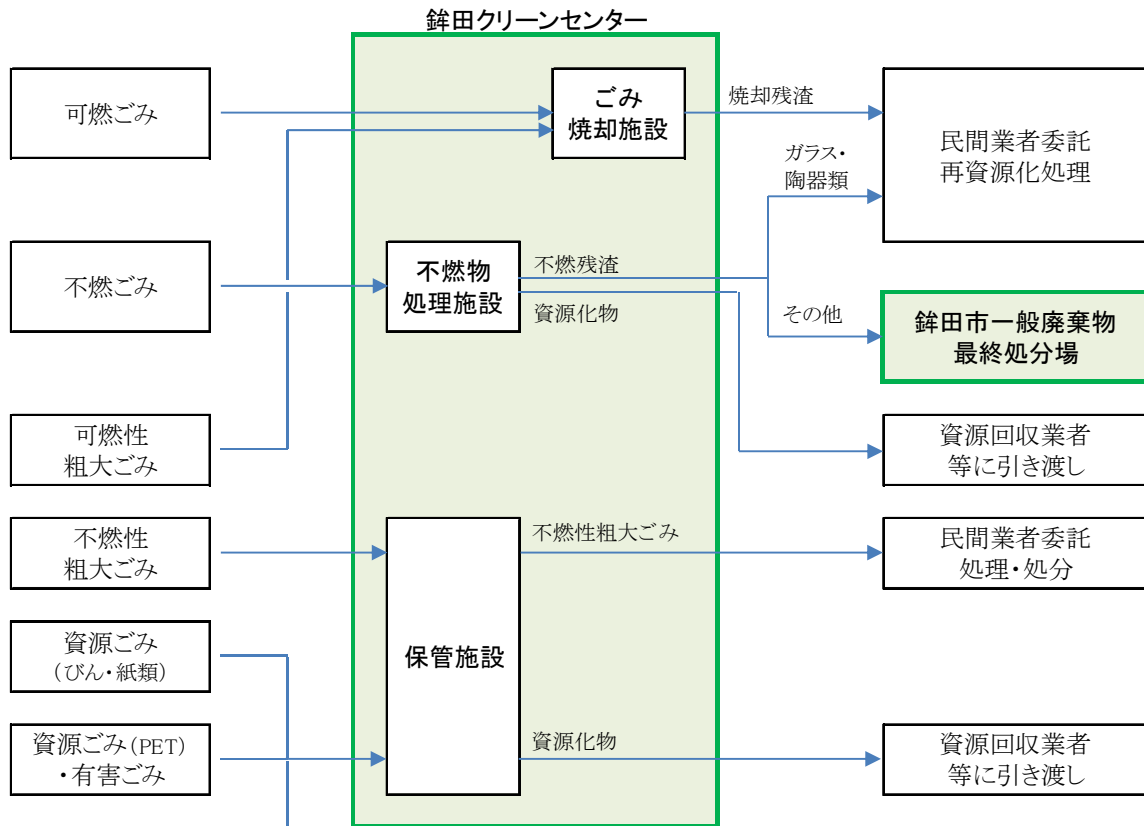 鉾田クリーンセンター
可燃ごみ
ごみ
焼却施設
焼却残渣
民間業者委託
再資源化処理
ガラス・
陶器類
不燃ごみ
不燃物
処理施設
不燃残渣
資源化物
その他
鉾田市一般廃棄物
最終処分場
可燃性
粗大ごみ
資源回収業者
等に引き渡し
不燃性
粗大ごみ
不燃性粗大ごみ
民間業者委託
処理・処分
資源ごみ
(びん・紙類)
保管施設
資源ごみ(PET)
・有害ごみ
資源化物
資源回収業者
等に引き渡し